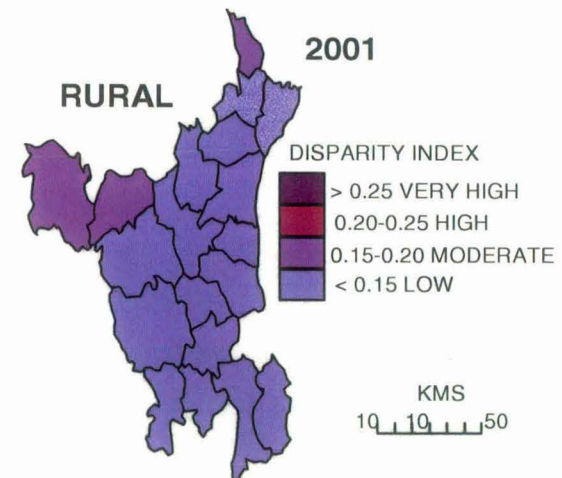 2001
RURAL
DISPARITY INDEX
> 0.25 VERY HIGH
0.20-0.25 HIGH
0.15-0.20 MODERATE
< 0.15 LOW
KMS
10 10 50